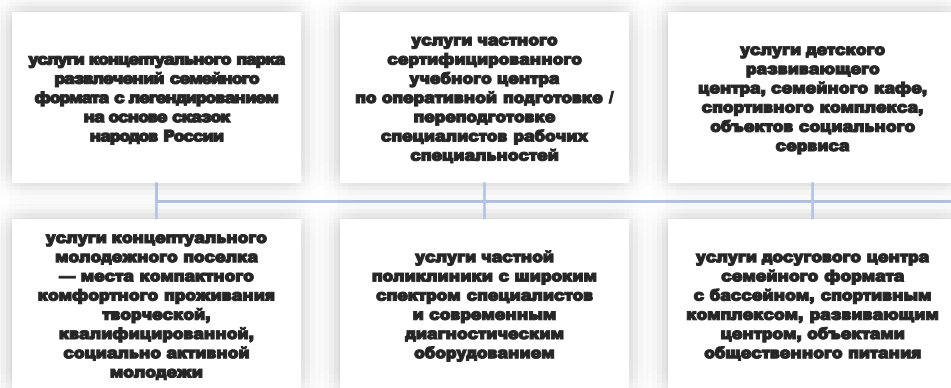 услуги концептуального парка
развлечений семейного
формата с легендированием
на основе сказок
народов России
услуги частного
сертифицированного
учебного центра
по оперативной подготовке /
переподготовке
специалистов рабочих
специальностей
услуги детского
развивающего
центра, семейного кафе,
спортивного комплекса,
объектов социального
сервиса
услуги концептуального
молодежного поселка
— места компактного
комфортного проживания
творческой,
квалифицированной,
социально активной
молодежи
услуги частной
поликлиники с широким
спектром специалистов
и современным
диагностическим
оборудованием
услуги досугового центра
семейного формата
с бассейном, спортивным
комплексом, развивающим
центром, объектами
общественного питания